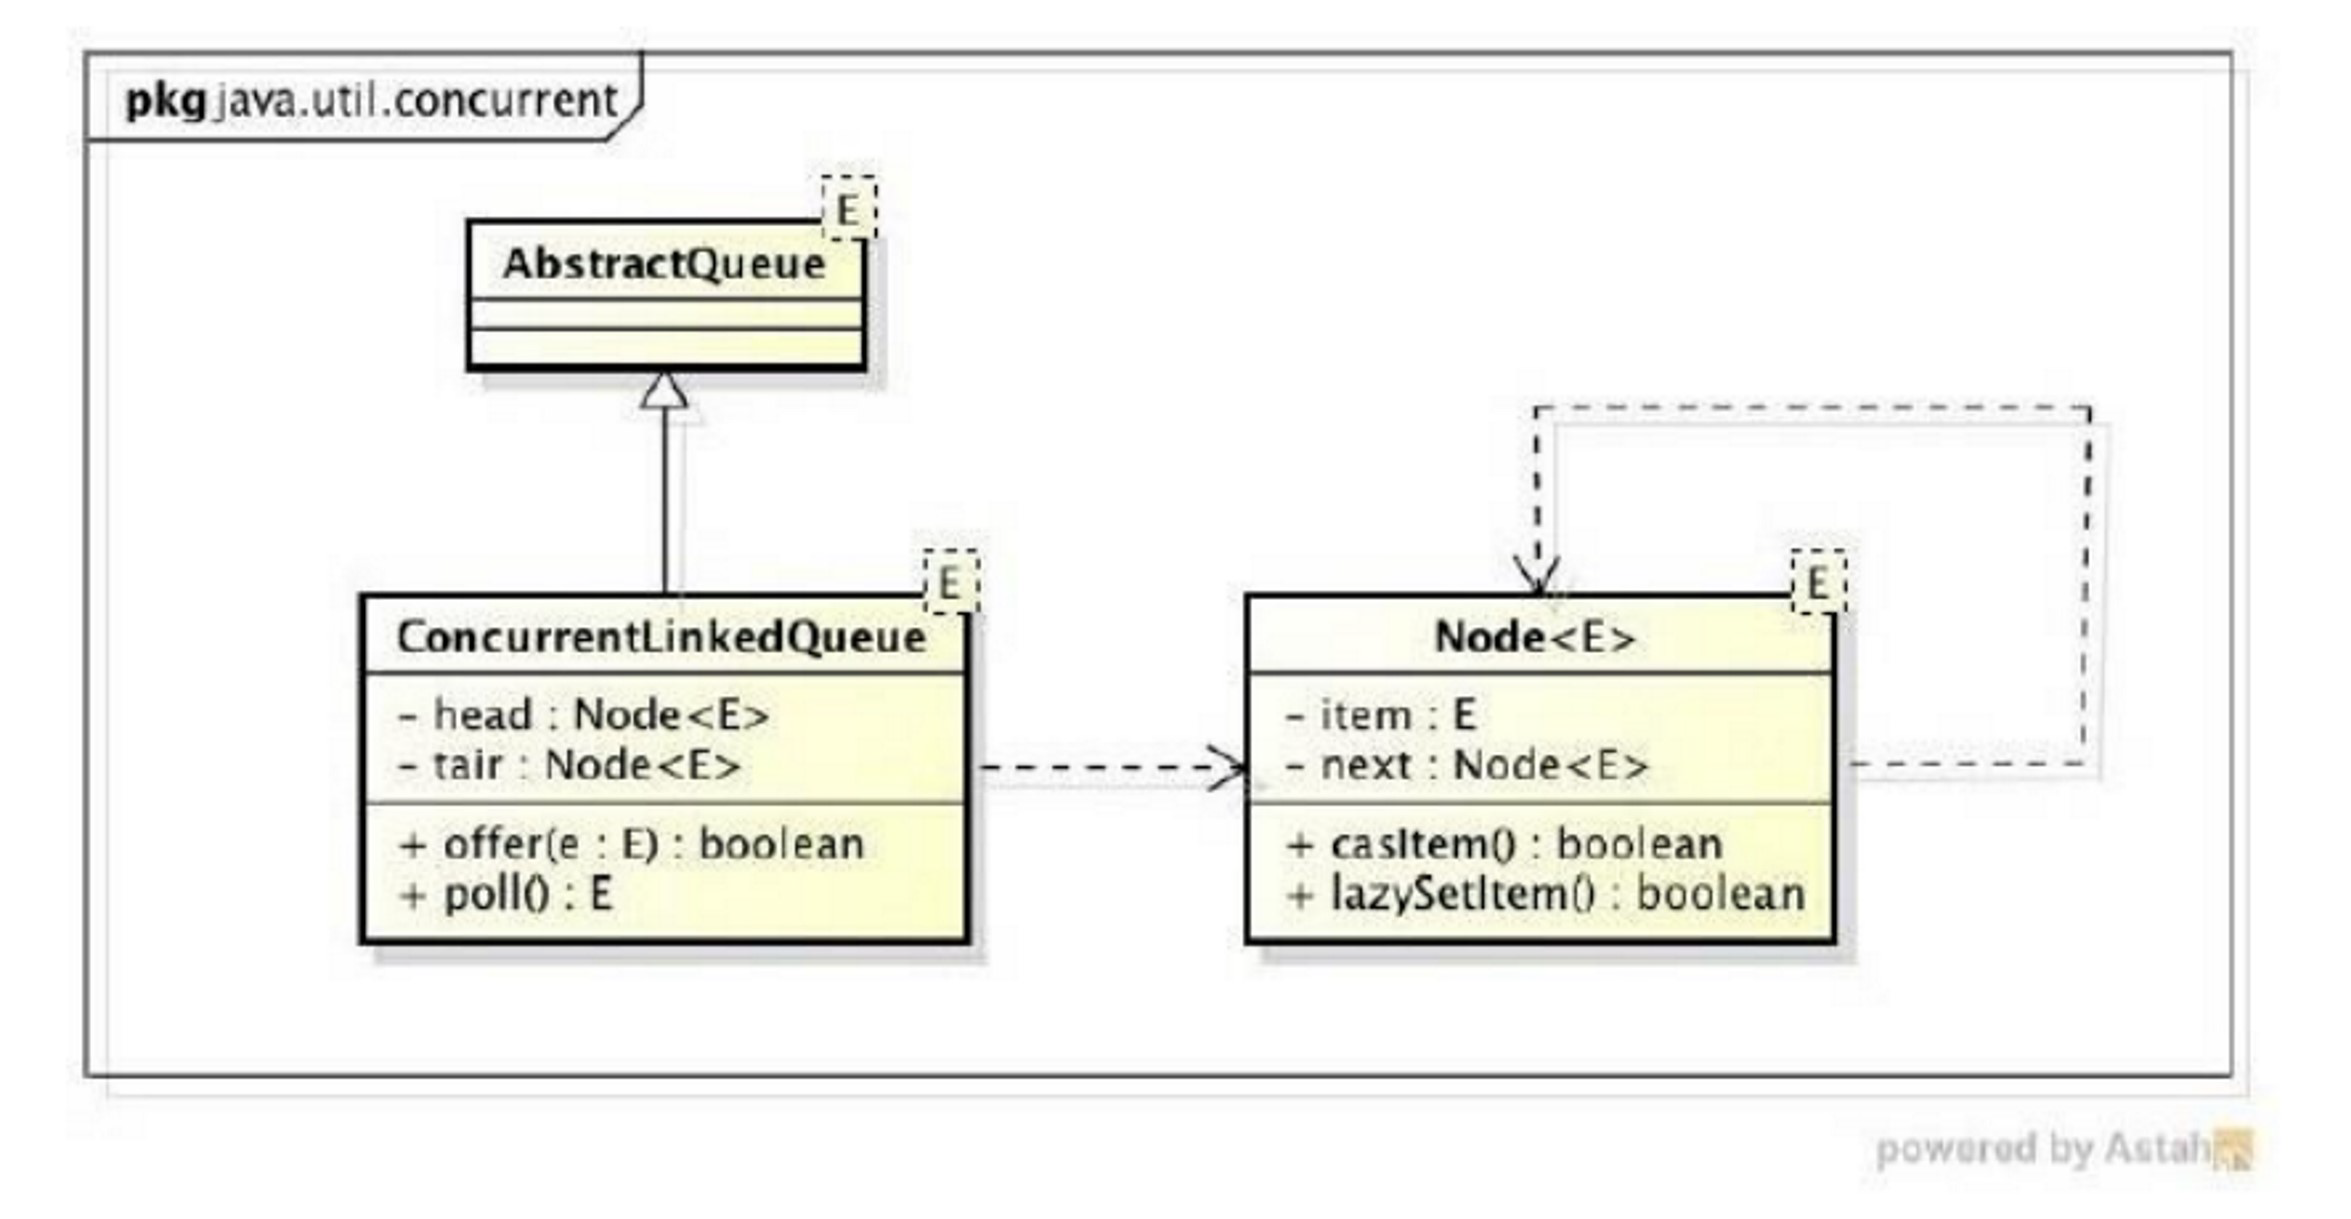 pkg java.util.concurrent
E
AbstractQueue
E
ConcurrentLinkedQueue
- head : Node<E>
- tair : Node<E>
+ offer(e : E) : boolean
+ poll() : E
E
Node<E>
- item : E
- next : Node<E>
+ casItem() : boolean
+ lazySetItem() : boolean
powered by Astah